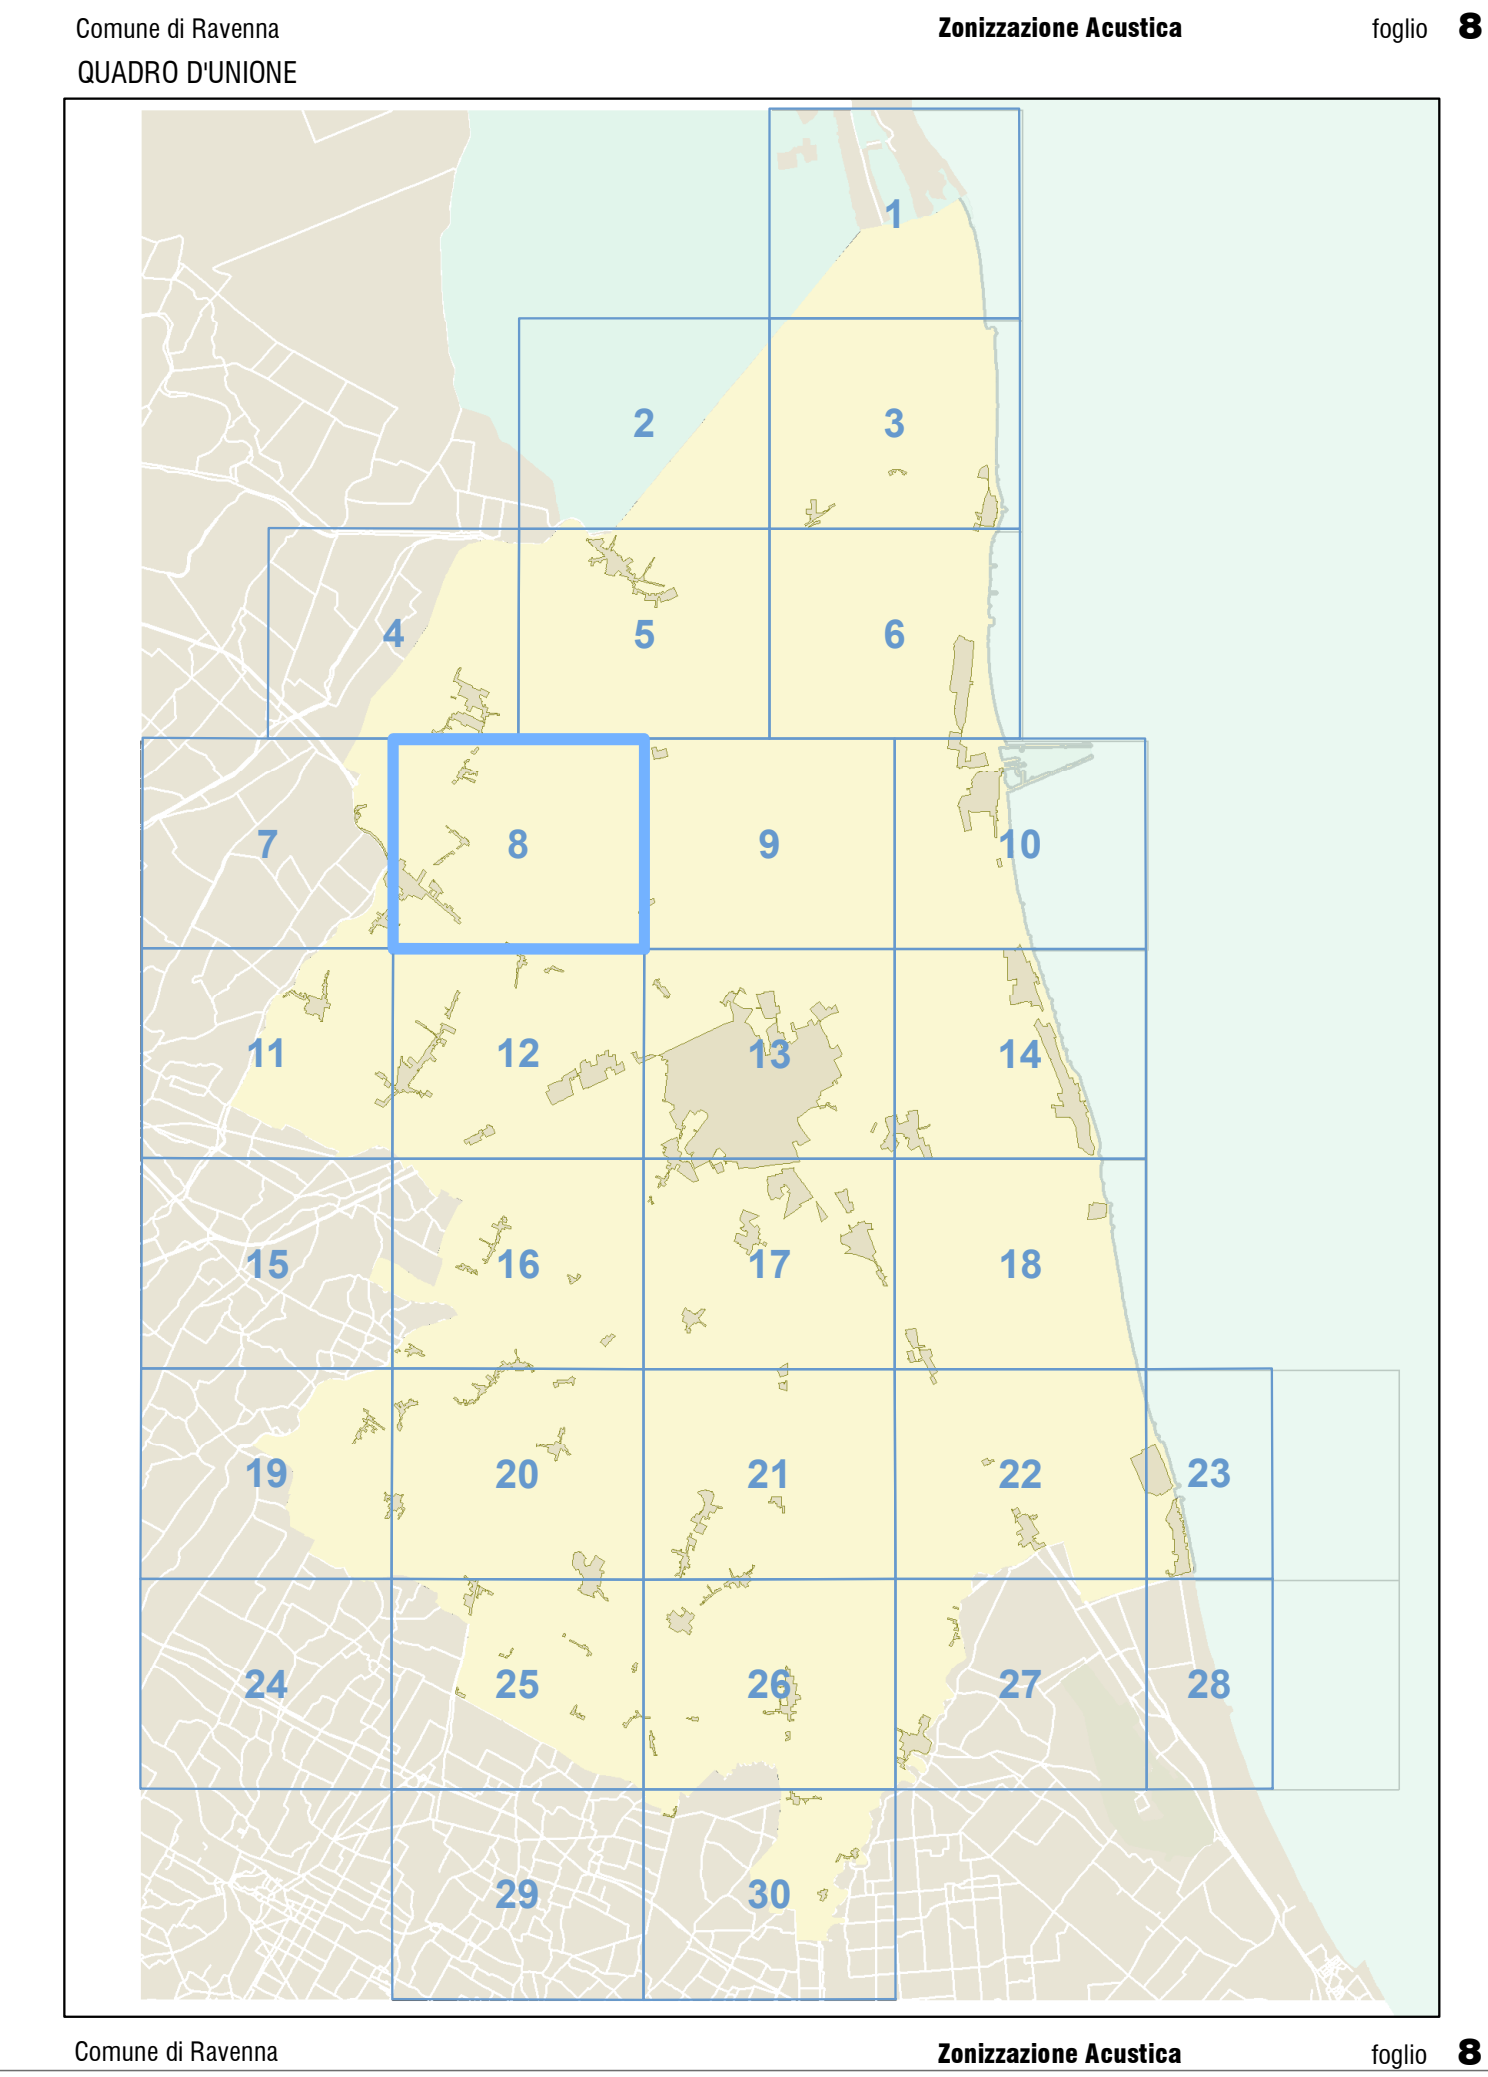 Comune di Ravenna Zonizzazione Acustica foglio 8
QUADRO D'UNIONE
1
2 3
4 5 6
7 8 9 10
11 12 13 14
15 16 17 18
19 20 21 22 23
24 25 26 27 28
29 30
Comune di Ravenna Zonizzazione Acustica foglio 8